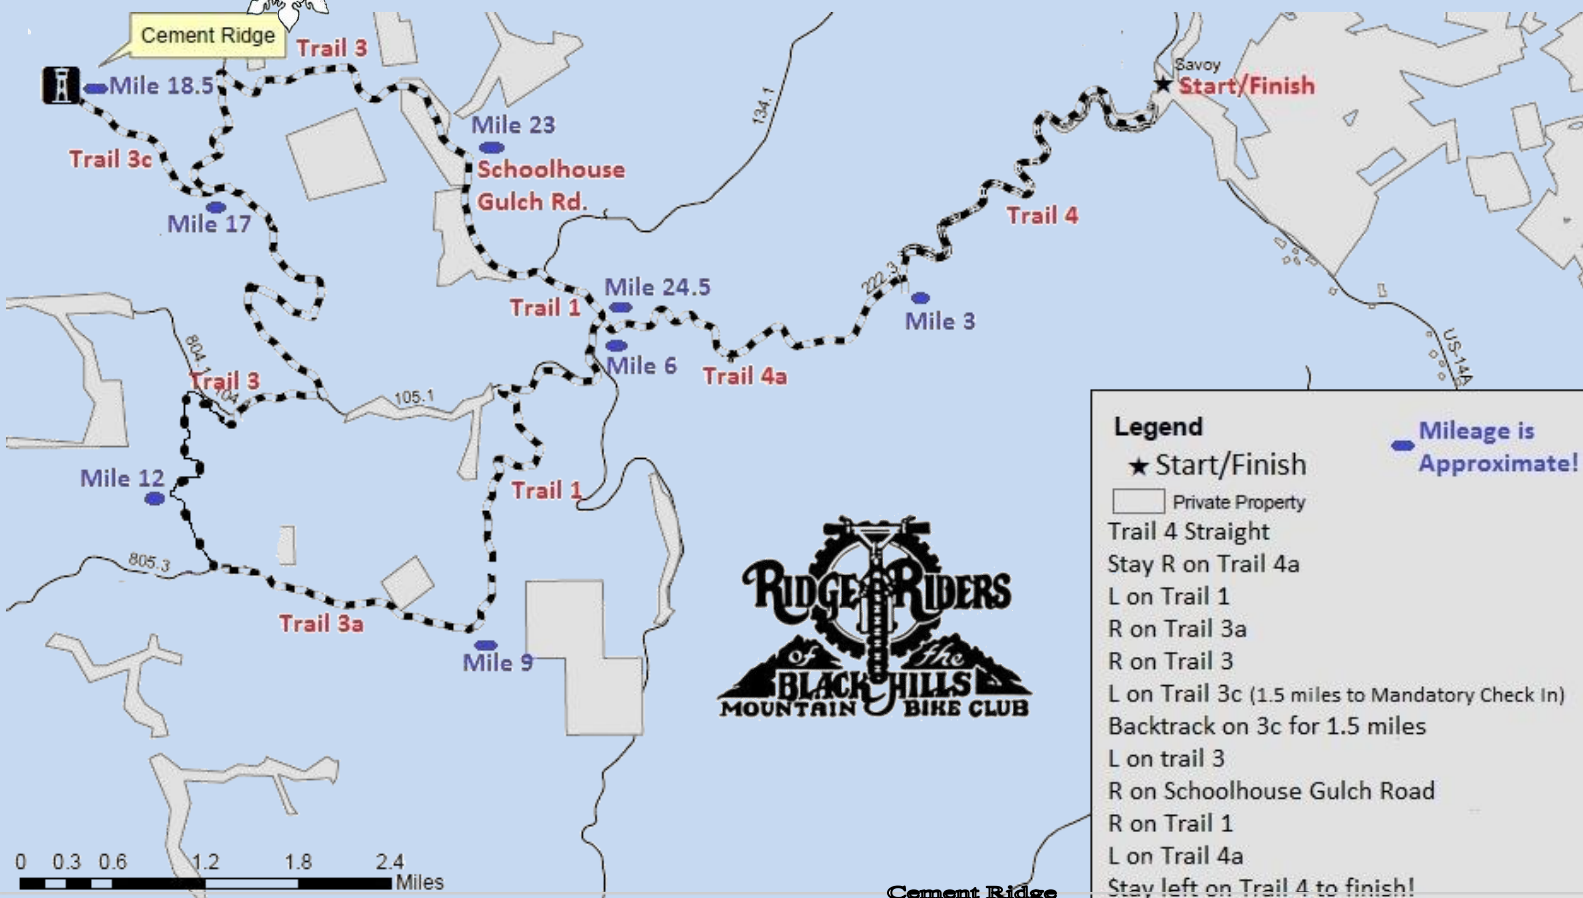 Cement Ridge
Trail 3
Mile 18.5
Trail 3c
Mile 17
Mile 23
Schoolhouse
Gulch Rd.
134.1
Savoy
Start/Finish
Trail 4
222.3
Mile 3
Mile 24.5
Trail 1
Mile 6
Trail 4a
US-14A
804.1
Trail 3
105.1
Mile 12
Trail 1
805.3
Trail 3a
Mile 9
RIDGE RIDERS
of the
BLACK HILLS
MOUNTAIN BIKE CLUB
Legend
Mileage is
Approximate!
Start/Finish
Private Property
Trail 4 Straight
Stay R on Trail 4a
L on Trail 1
R on Trail 3a
R on Trail 3
L on Trail 3c (1.5 miles to Mandatory Check In)
Backtrack on 3c for 1.5 miles
L on trail 3
R on Schoolhouse Gulch Road
R on Trail 1
L on Trail 4a
Stay left on Trail 4 to finish!
0 0.3 0.6 1.2 1.8 2.4
Miles
Cement Ridge